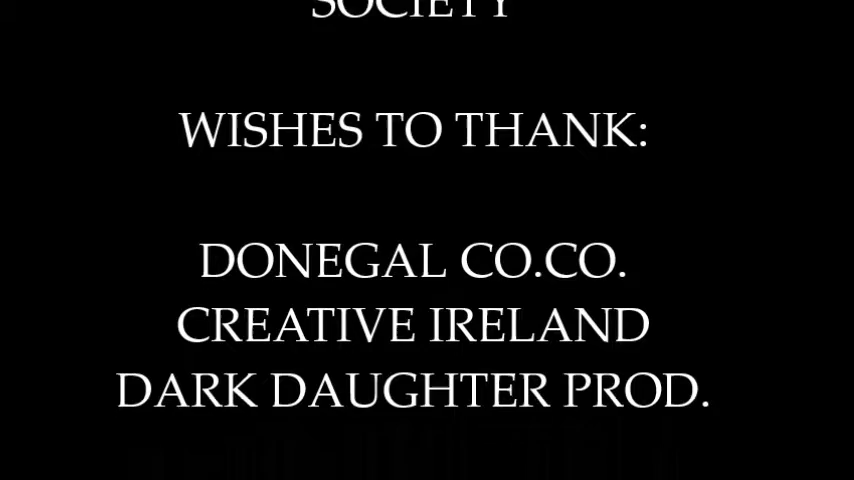 SOCIETY
WISHES TO THANK:
DONEGAL CO.CO.
CREATIVE IRELAND
DARK DAUGHTER PROD.